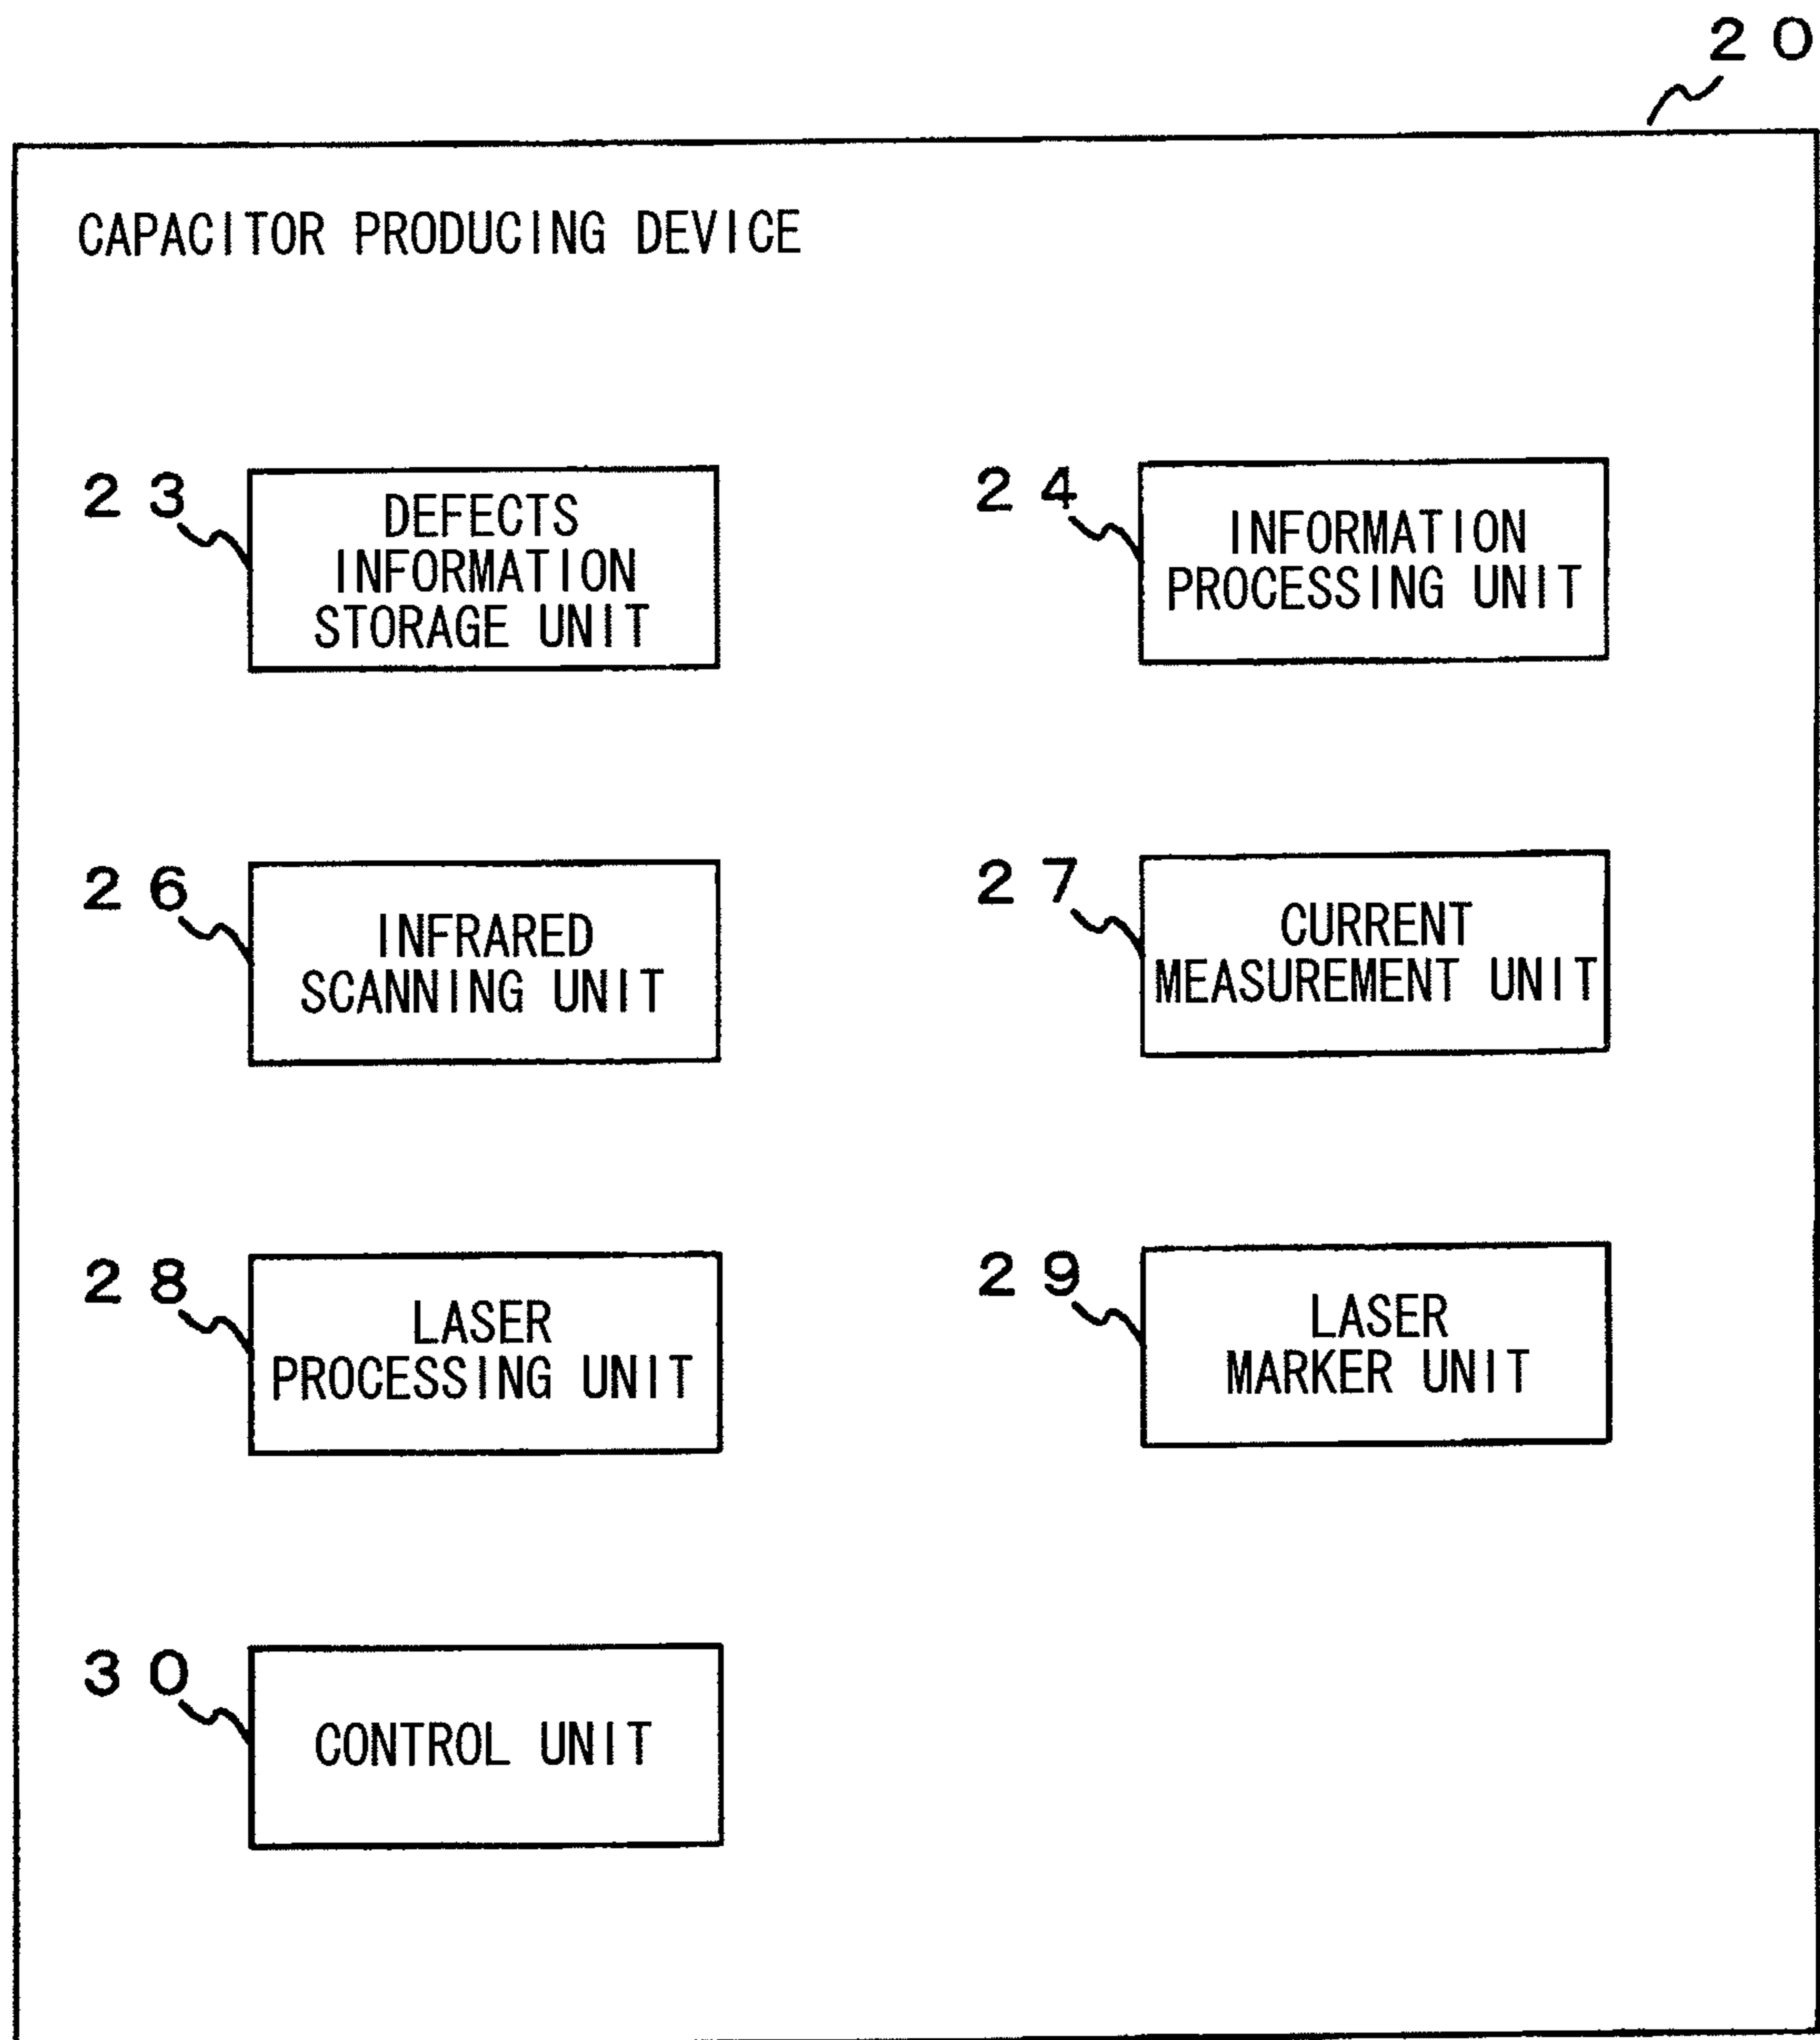 20
CAPACITOR PRODUCING DEVICE
23
DEFECTS
INFORMATION
STORAGE UNIT
24
INFORMATION
PROCESSING UNIT
26
INFRARED
SCANNING UNIT
27
CURRENT
MEASUREMENT UNIT
28
LASER
PROCESSING UNIT
29
LASER
MARKER UNIT
30
CONTROL UNIT